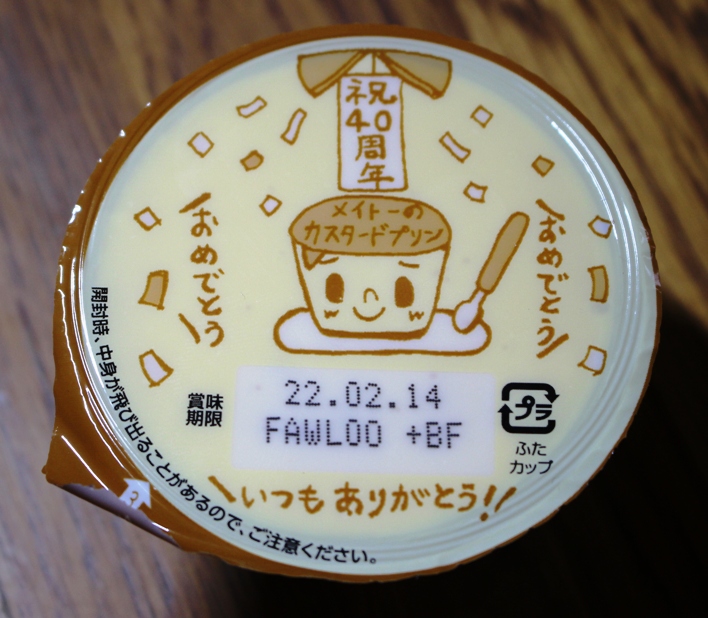 祝
40
周
年
メイトーの
カスタードプリン
おめでとう
おめでとう
賞味
期限
22.02.14
FAWLOO +BF
プラ
ふた
カップ
いつもありがとう!!
開封時、中身が飛び出ることがあるので、ご注意ください。